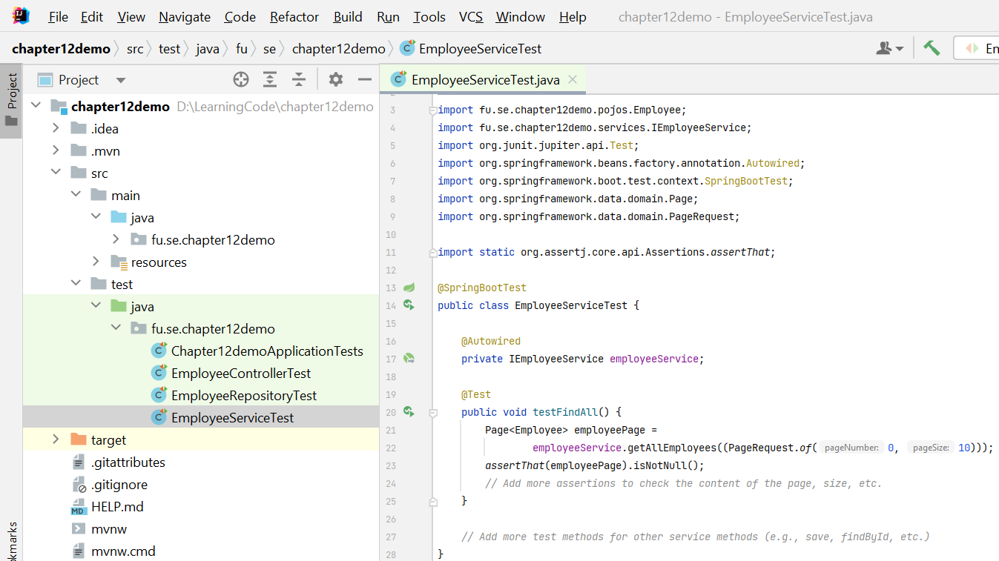 File Edit View Navigate Code Refactor Build Run Tools VCS Window Help chapter12demo - EmployeeServiceTest.java
chapter12demo src test java fu se chapter12demo EmployeeServiceTest
Project
Project
chapter12demo D:\LearningCode\chapter12demo
.idea
.mvn
src
main
java
fu.se.chapter12demo
resources
test
java
fu.se.chapter12demo
Chapter12demoApplicationTests
EmployeeControllerTest
EmployeeRepositoryTest
EmployeeServiceTest
target
.gitattributes
.gitignore
HELP.md
mvnw
mvnw.cmd
EmployeeServiceTest.java
3 import fu.se.chapter12demo.pojos.Employee;
4 import fu.se.chapter12demo.services.IEmployeeService;
5 import org.junit.jupiter.api.Test;
6 import org.springframework.beans.factory.annotation.Autowired;
7 import org.springframework.boot.test.context.SpringBootTest;
8 import org.springframework.data.domain.Page;
9 import org.springframework.data.domain.PageRequest;
10
11 import static org.assertj.core.api.Assertions.assertThat;
12
13 @SpringBootTest
14 public class EmployeeServiceTest {
15
16 @Autowired
17 private IEmployeeService employeeService;
18
19 @Test
20 public void testFindAll() {
21 Page<Employee> employeePage =
22 employeeService.getAllEmployees((PageRequest.of( pageNumber: 0, pageSize: 10)));
23 assertThat(employeePage).isNotNull();
24 // Add more assertions to check the content of the page, size, etc.
25 }
26
27 // Add more test methods for other service methods (e.g., save, findById, etc.)
28 }